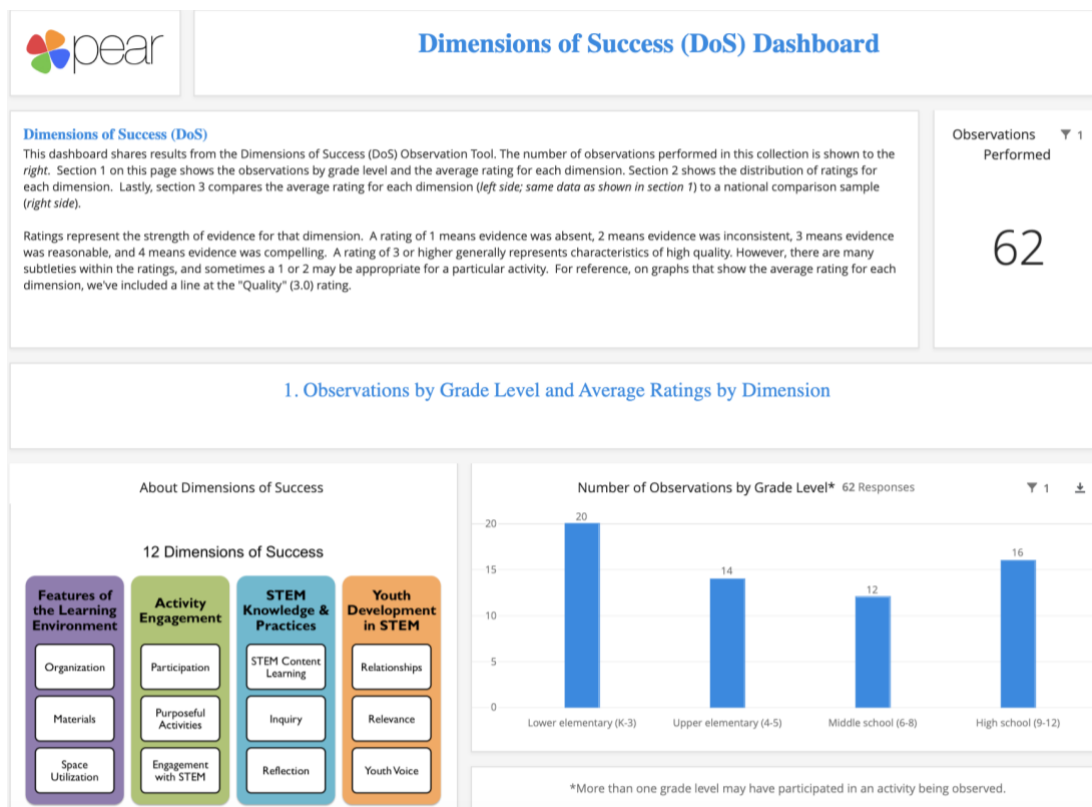 pear
Dimensions of Success (DoS) Dashboard
Dimensions of Success (DoS)
This dashboard shares results from the Dimensions of Success (DoS) Observation Tool. The number of observations performed in this collection is shown to the
right. Section 1 on this page shows the observations by grade level and the average rating for each dimension. Section 2 shows the distribution of ratings for
each dimension. Lastly, section 3 compares the average rating for each dimension (left side; same data as shown in section 1) to a national comparison sample
(right side).
Ratings represent the strength of evidence for that dimension. A rating of 1 means evidence was absent, 2 means evidence was inconsistent, 3 means evidence
was reasonable, and 4 means evidence was compelling. A rating of 3 or higher generally represents characteristics of high quality. However, there are many
subtleties within the ratings, and sometimes a 1 or 2 may be appropriate for a particular activity. For reference, on graphs that show the average rating for each
dimension, we've included a line at the "Quality" (3.0) rating.
Observations 1
Performed
62
1. Observations by Grade Level and Average Ratings by Dimension
About Dimensions of Success
12 Dimensions of Success
Features of
the Learning
Environment
Organization
Materials
Space
Utilization
Activity
Engagement
Participation
Purposeful
Activities
Engagement
with STEM
STEM
Knowledge &
Practices
STEM Content
Learning
Inquiry
Reflection
Youth
Development
in STEM
Relationships
Relevance
Youth Voice
Number of Observations by Grade Level* 62 Responses 1
20
15
10
5
0
20
14
12
16
Lower elementary (K-3)
Upper elementary (4-5)
Middle school (6-8)
High school (9-12)
*More than one grade level may have participated in an activity being observed.